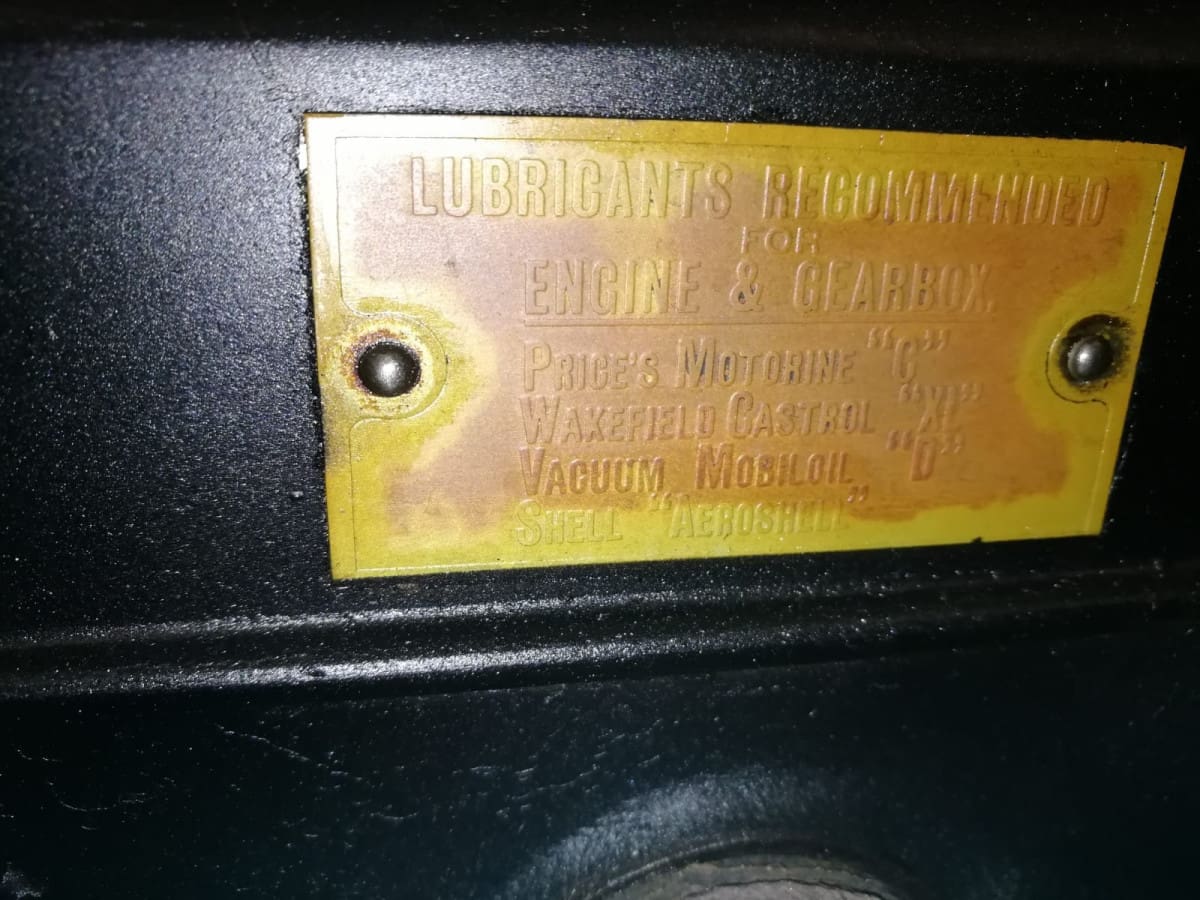 LUBRICANTS RECOMMENDED
FOR
ENGINE & GEARBOX.
PRICE'S MOTORINE "C"
WAKEFIELD CASTROL "XL"
VACUUM MOBILOIL "D"
SHELL "AEROSHELL"